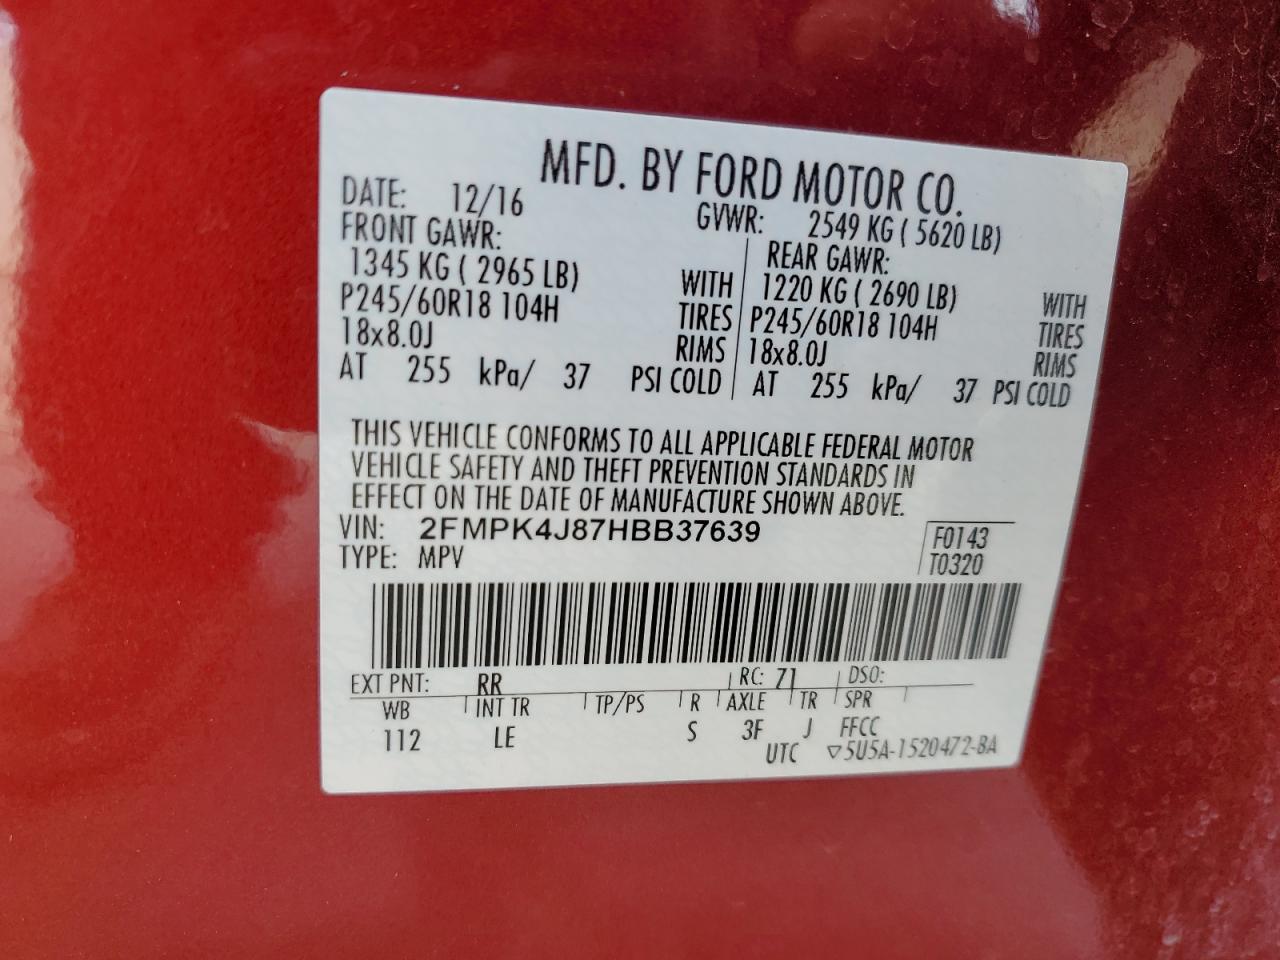 MFD. BY FORD MOTOR CO.
DATE: 12/16 GVWR: 2549 KG ( 5620 LB)
FRONT GAWR: REAR GAWR:
1345 KG ( 2965 LB) WITH 1220 KG ( 2690 LB) WITH
P245/60R18 104H TIRES P245/60R18 104H TIRES
18x8.0J RIMS 18x8.0J RIMS
AT 255 kPa/ 37 PSI COLD AT 255 kPa/ 37 PSI COLD
THIS VEHICLE CONFORMS TO ALL APPLICABLE FEDERAL MOTOR
VEHICLE SAFETY AND THEFT PREVENTION STANDARDS IN
EFFECT ON THE DATE OF MANUFACTURE SHOWN ABOVE.
VIN: 2FMPK4J87HBB37639 F0143
TYPE: MPV T0320
EXT PNT: RR RC: 71 DSO:
WB INT TR TP/PS R AXLE TR SPR
112 LE S 3F J FFCC
UTC ▽5U5A-1520472-BA